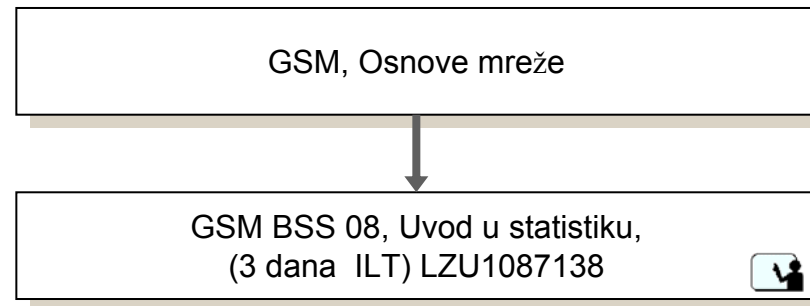 GSM, Osnove mreže
GSM BSS 08, Uvod u statistiku,
(3 dana ILT) LZU1087138